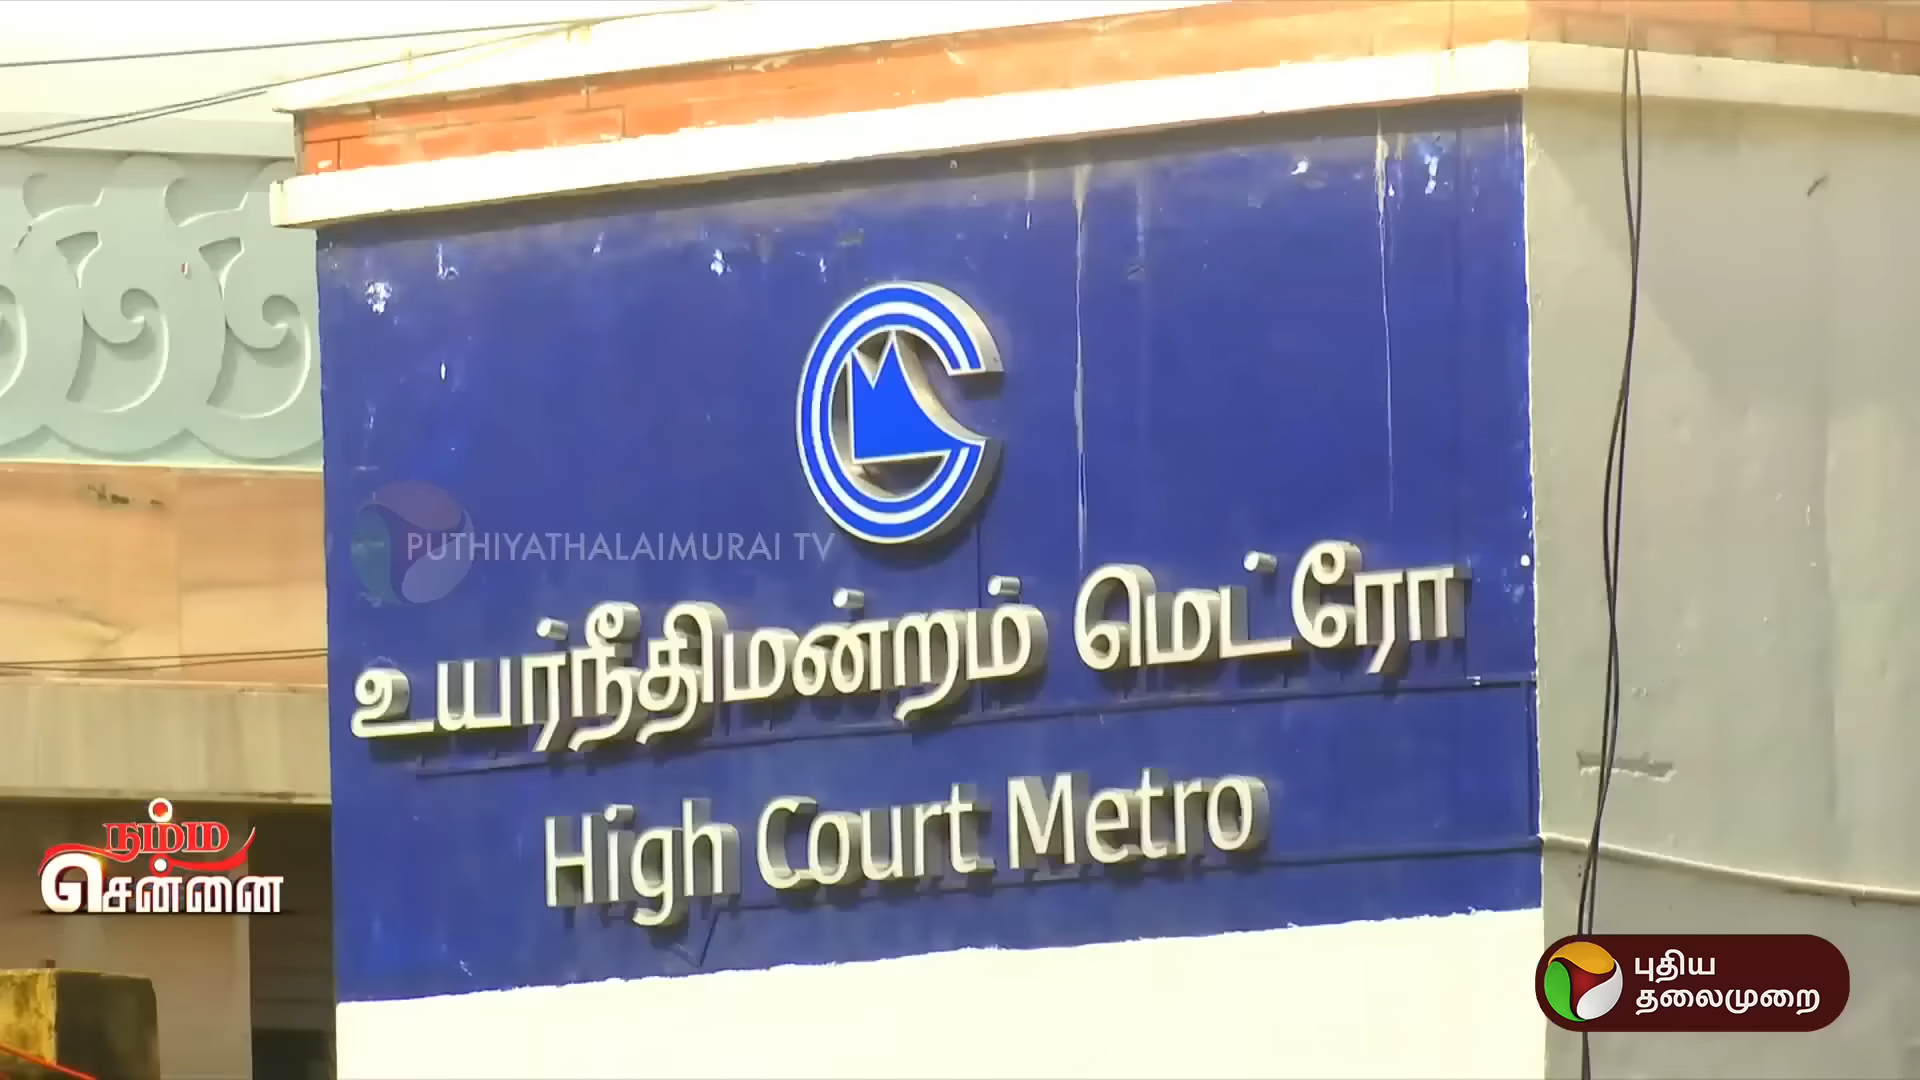 PUTHIYATHALAIMURAI TV
உயர்நீதிமன்றம் மெட்ரோ
High Court Metro
நம்ம
சென்னை
புதிய
தலைமுறை